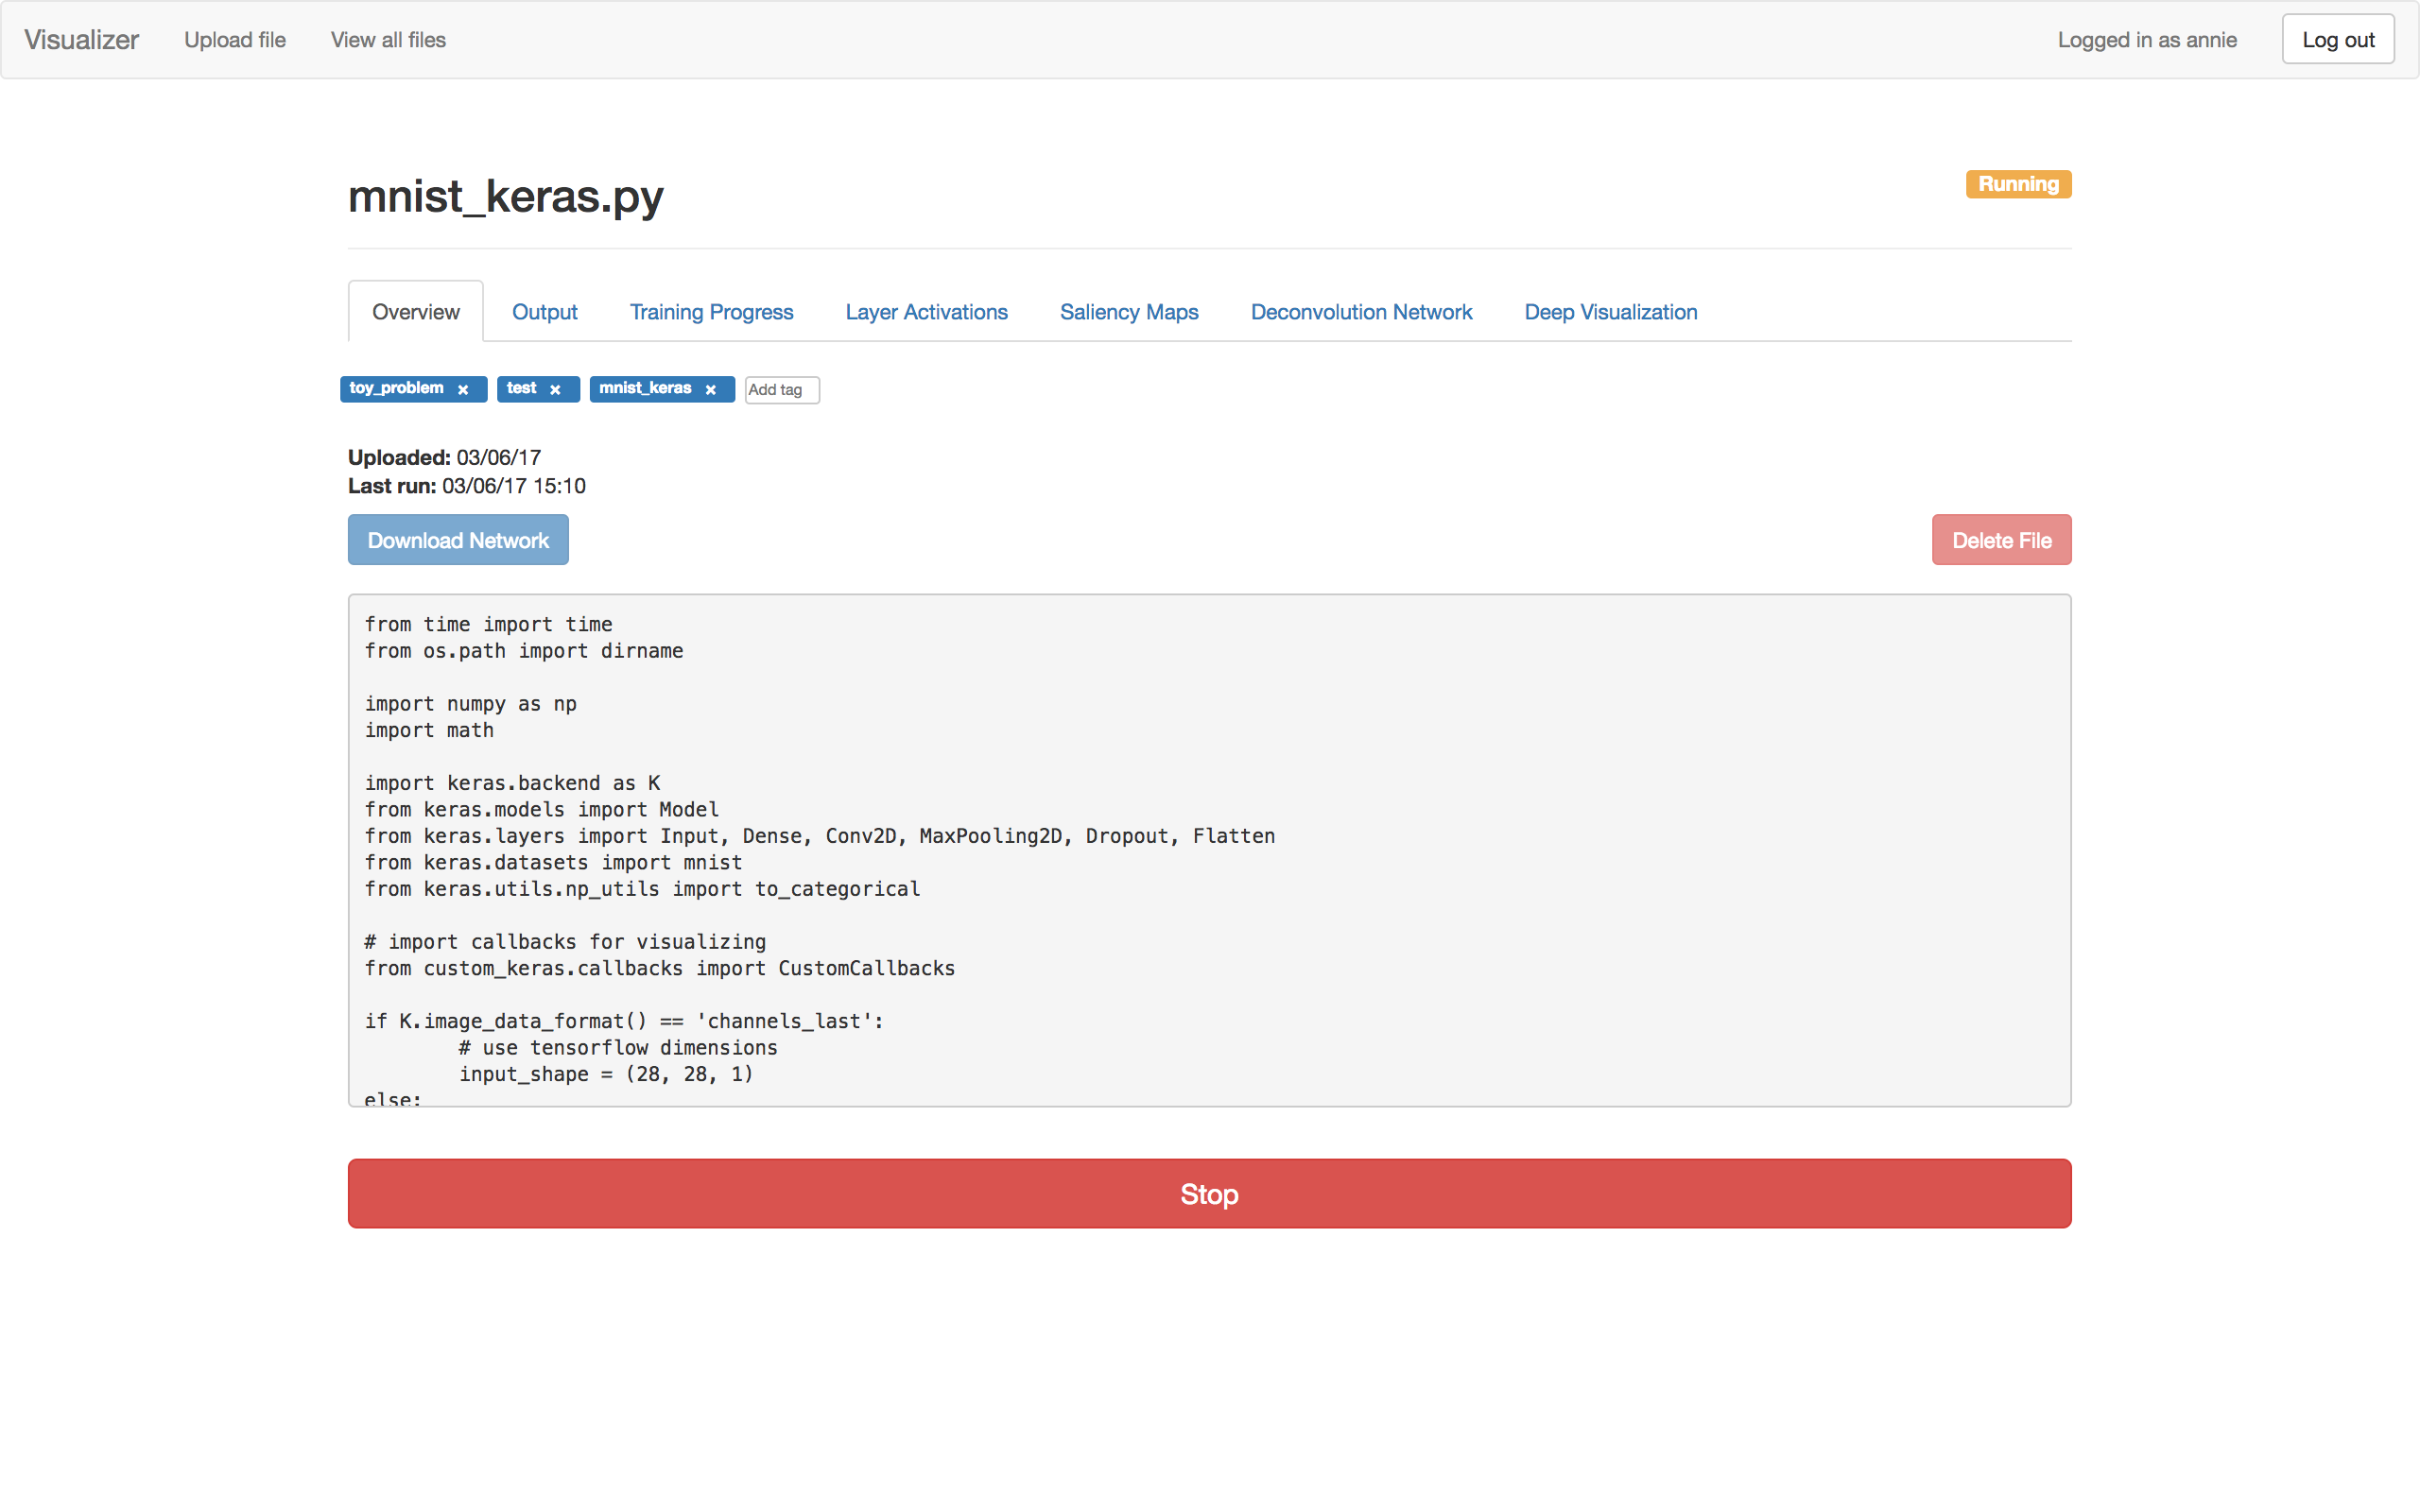 Visualizer Upload file View all files Logged in as annie Log out
mnist_keras.py Running
Overview Output Training Progress Layer Activations Saliency Maps Deconvolution Network Deep Visualization
toy_problem × test × mnist_keras × Add tag
Uploaded: 03/06/17
Last run: 03/06/17 15:10
Download Network Delete File
from time import time
from os.path import dirname
import numpy as np
import math
import keras.backend as K
from keras.models import Model
from keras.layers import Input, Dense, Conv2D, MaxPooling2D, Dropout, Flatten
from keras.datasets import mnist
from keras.utils.np_utils import to_categorical
# import callbacks for visualizing
from custom_keras.callbacks import CustomCallbacks
if K.image_data_format() == 'channels_last':
        # use tensorflow dimensions
        input_shape = (28, 28, 1)
else:
Stop